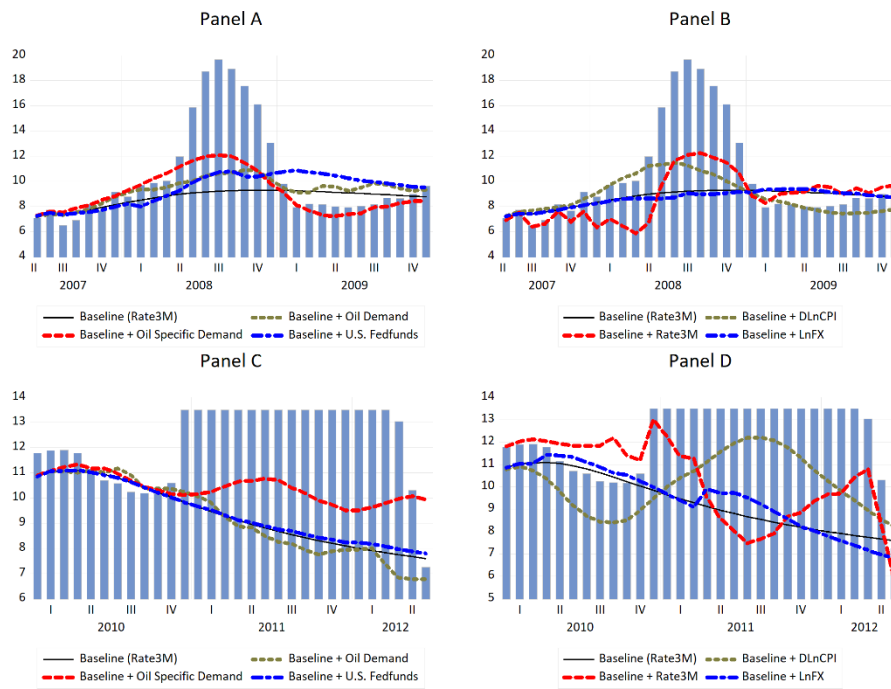 Panel A
Panel B
20
18
16
14
12
10
8
6
4
II III IV I II III IV I II III IV
2007 2008 2009
20
18
16
14
12
10
8
6
4
II III IV I II III IV I II III IV
2007 2008 2009
Baseline (Rate3M) Baseline + Oil Demand
Baseline + Oil Specific Demand Baseline + U.S. Fedfunds
Baseline (Rate3M) Baseline + DLnCPI
Baseline + Rate3M Baseline + LnFX
Panel C
Panel D
14
13
12
11
10
9
8
7
6
I II III IV I II III IV I II
2010 2011 2012
14
13
12
11
10
9
8
7
6
5
I II III IV I II III IV I II
2010 2011 2012
Baseline (Rate3M) Baseline + Oil Demand
Baseline + Oil Specific Demand Baseline + U.S. Fedfunds
Baseline (Rate3M) Baseline + DLnCPI
Baseline + Rate3M Baseline + LnFX